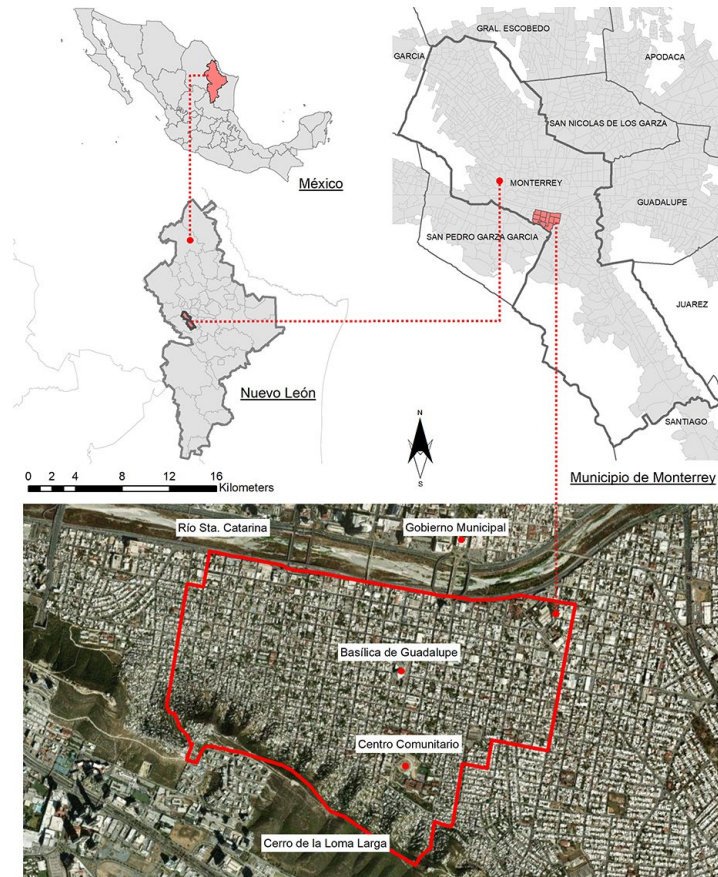 GRAL. ESCOBEDO
GARCIA
APODACA
SAN NICOLAS DE LOS GARZA
México
MONTERREY
GUADALUPE
SAN PEDRO GARZA GARCIA
JUAREZ
Nuevo León
N
S
SANTIAGO
0 2 4 8 12 16
Kilometers
Municipio de Monterrey
Río Sta. Catarina
Gobierno Municipal
Basílica de Guadalupe
Centro Comunitario
Cerro de la Loma Larga